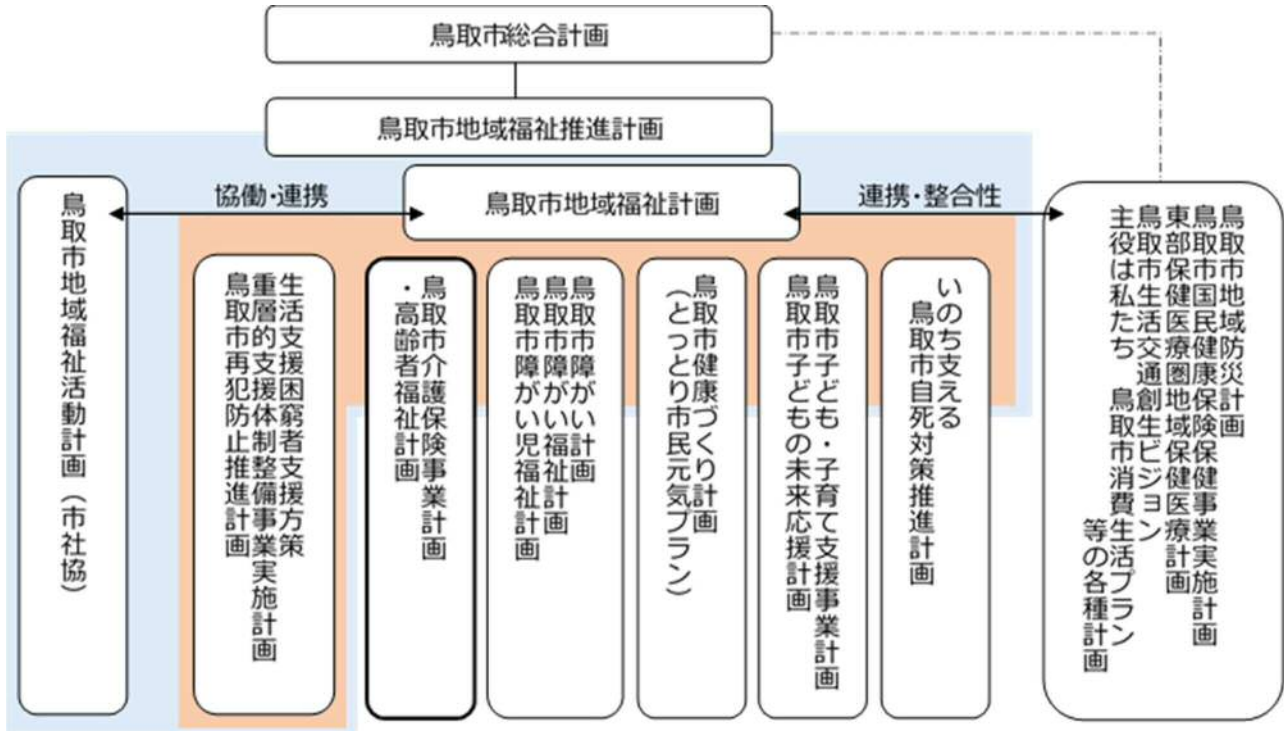 鳥取市総合計画
鳥取市地域福祉推進計画
協働・連携
鳥取市地域福祉計画
連携・整合性
鳥取市地域福祉活動計画（市社協）
生活支援困窮者支援方策
重層的支援体制整備事業実施計画
鳥取市再犯防止推進計画
鳥取市介護保険事業計画
・高齢者福祉計画
鳥取市障がい計画
鳥取市障がい福祉計画
鳥取市障がい児福祉計画
鳥取市健康づくり計画
（とっとり市民元気プラン）
鳥取市子ども・子育て支援事業計画
鳥取市子どもの未来応援計画
いのち支える
鳥取市自死対策推進計画
鳥取市地域防災計画
鳥取市国民健康保険保健事業実施計画
東部保健医療圏地域保健医療計画
鳥取市生活交通創生ビジョン
主役は私たち　鳥取市消費生活プラン
等の各種計画